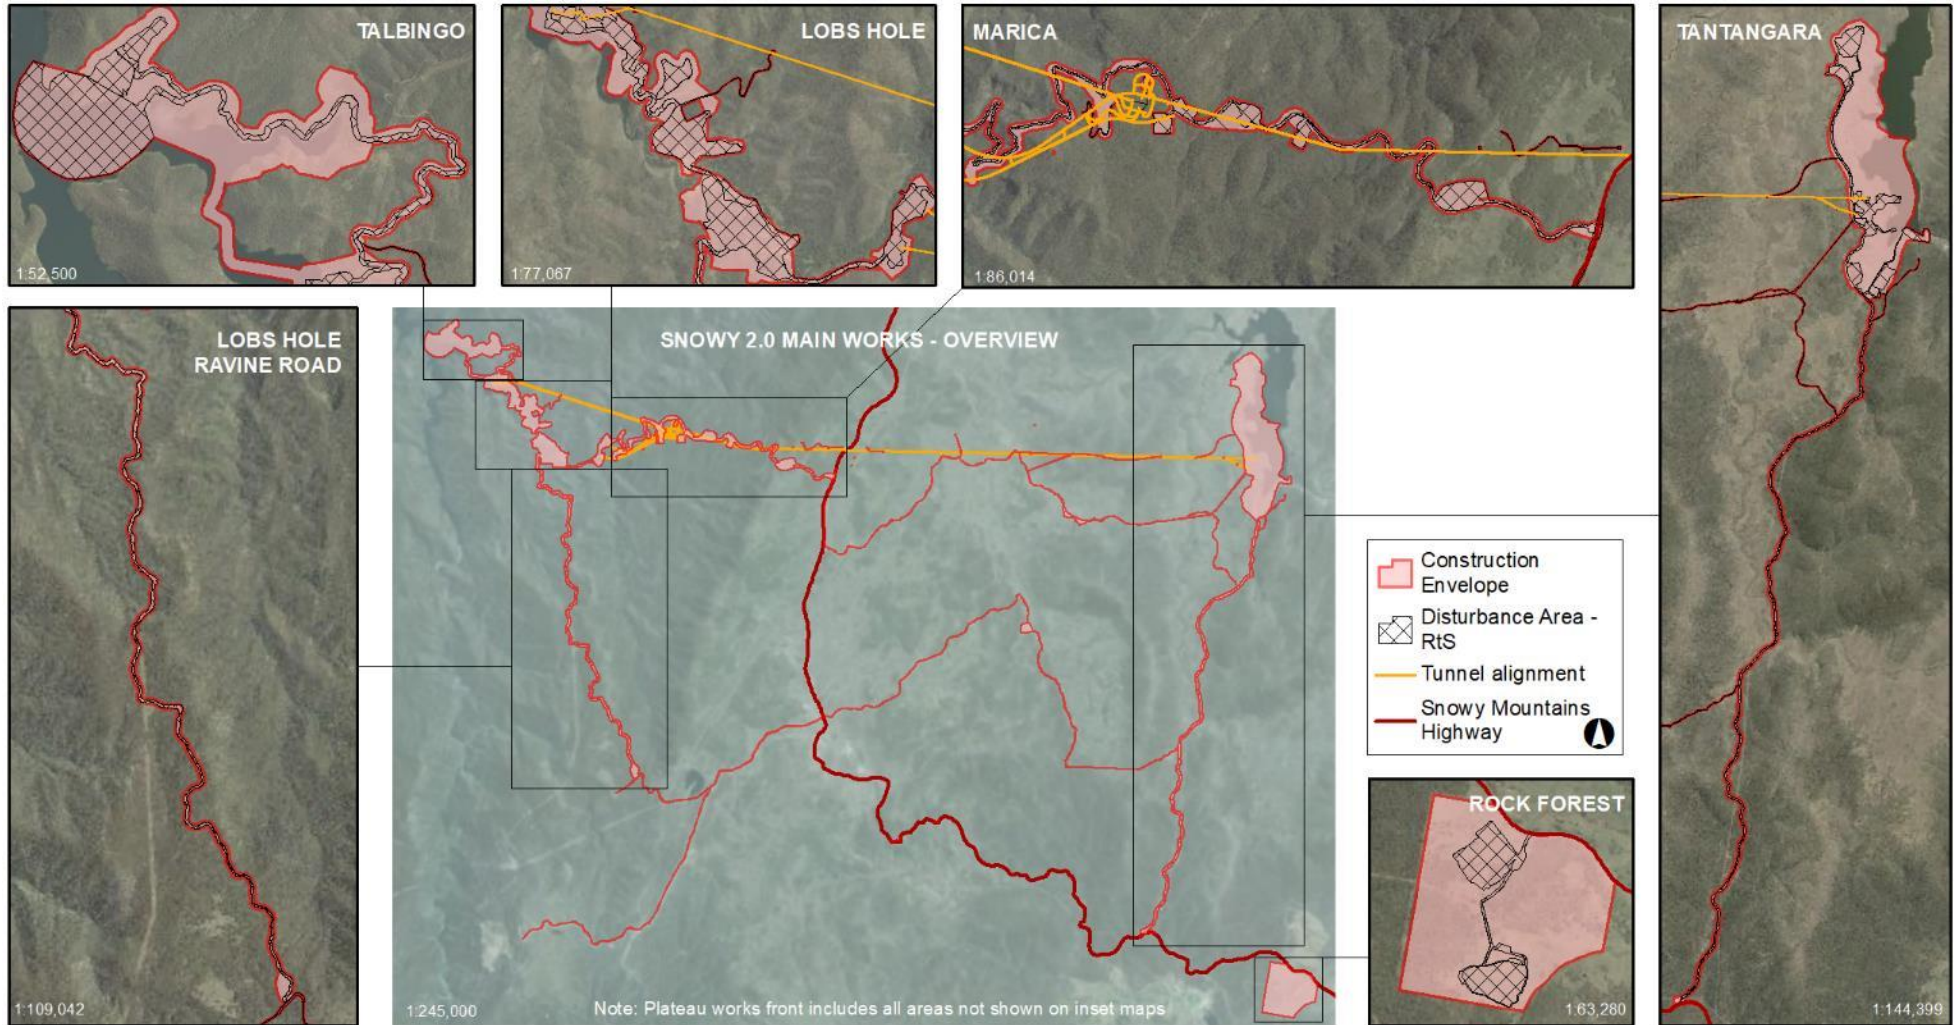 TALBINGO
1:52,500
LOBS HOLE
1:77,067
MARICA
1:86,014
TANTANGARA
1:144,399
LOBS HOLE
RAVINE ROAD
1:109,042
SNOWY 2.0 MAIN WORKS - OVERVIEW
1:245,000
Note: Plateau works front includes all areas not shown on inset maps
Construction
Envelope
Disturbance Area -
RtS
Tunnel alignment
Snowy Mountains
Highway
ROCK FOREST
1:63,280